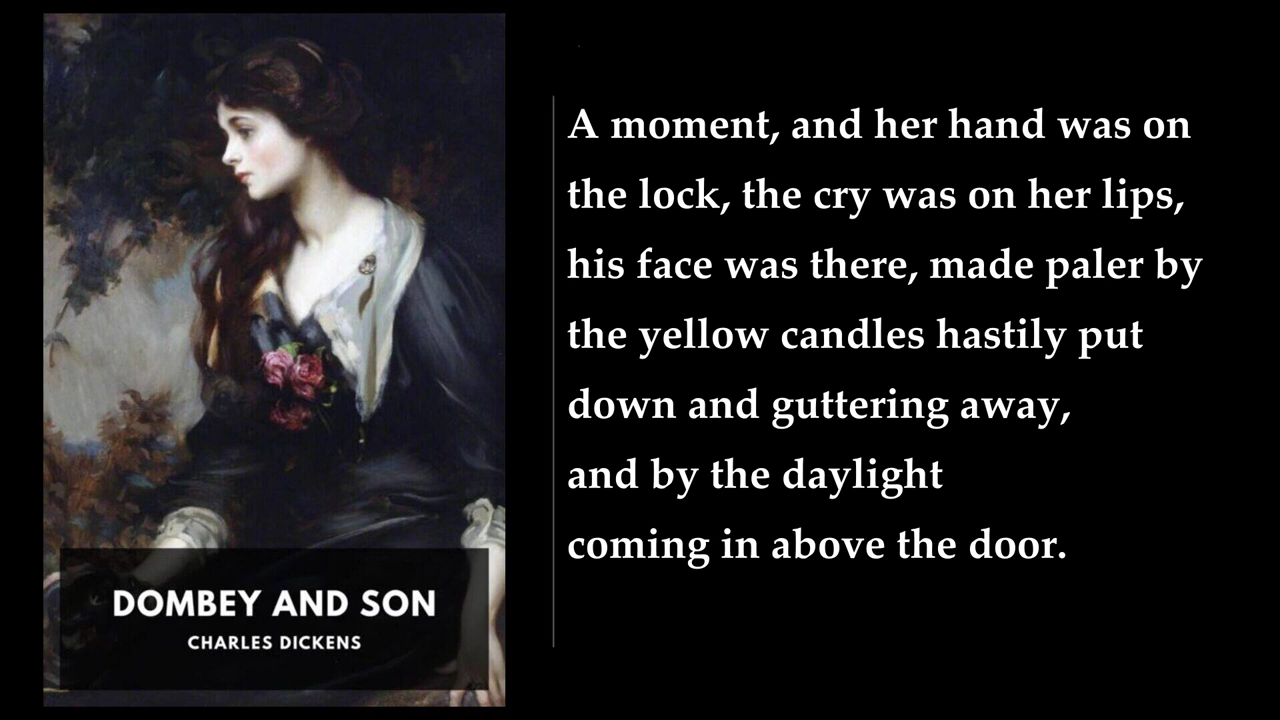 DOMBEY AND SON
CHARLES DICKENS
A moment, and her hand was on
the lock, the cry was on her lips,
his face was there, made paler by
the yellow candles hastily put
down and guttering away,
and by the daylight
coming in above the door.